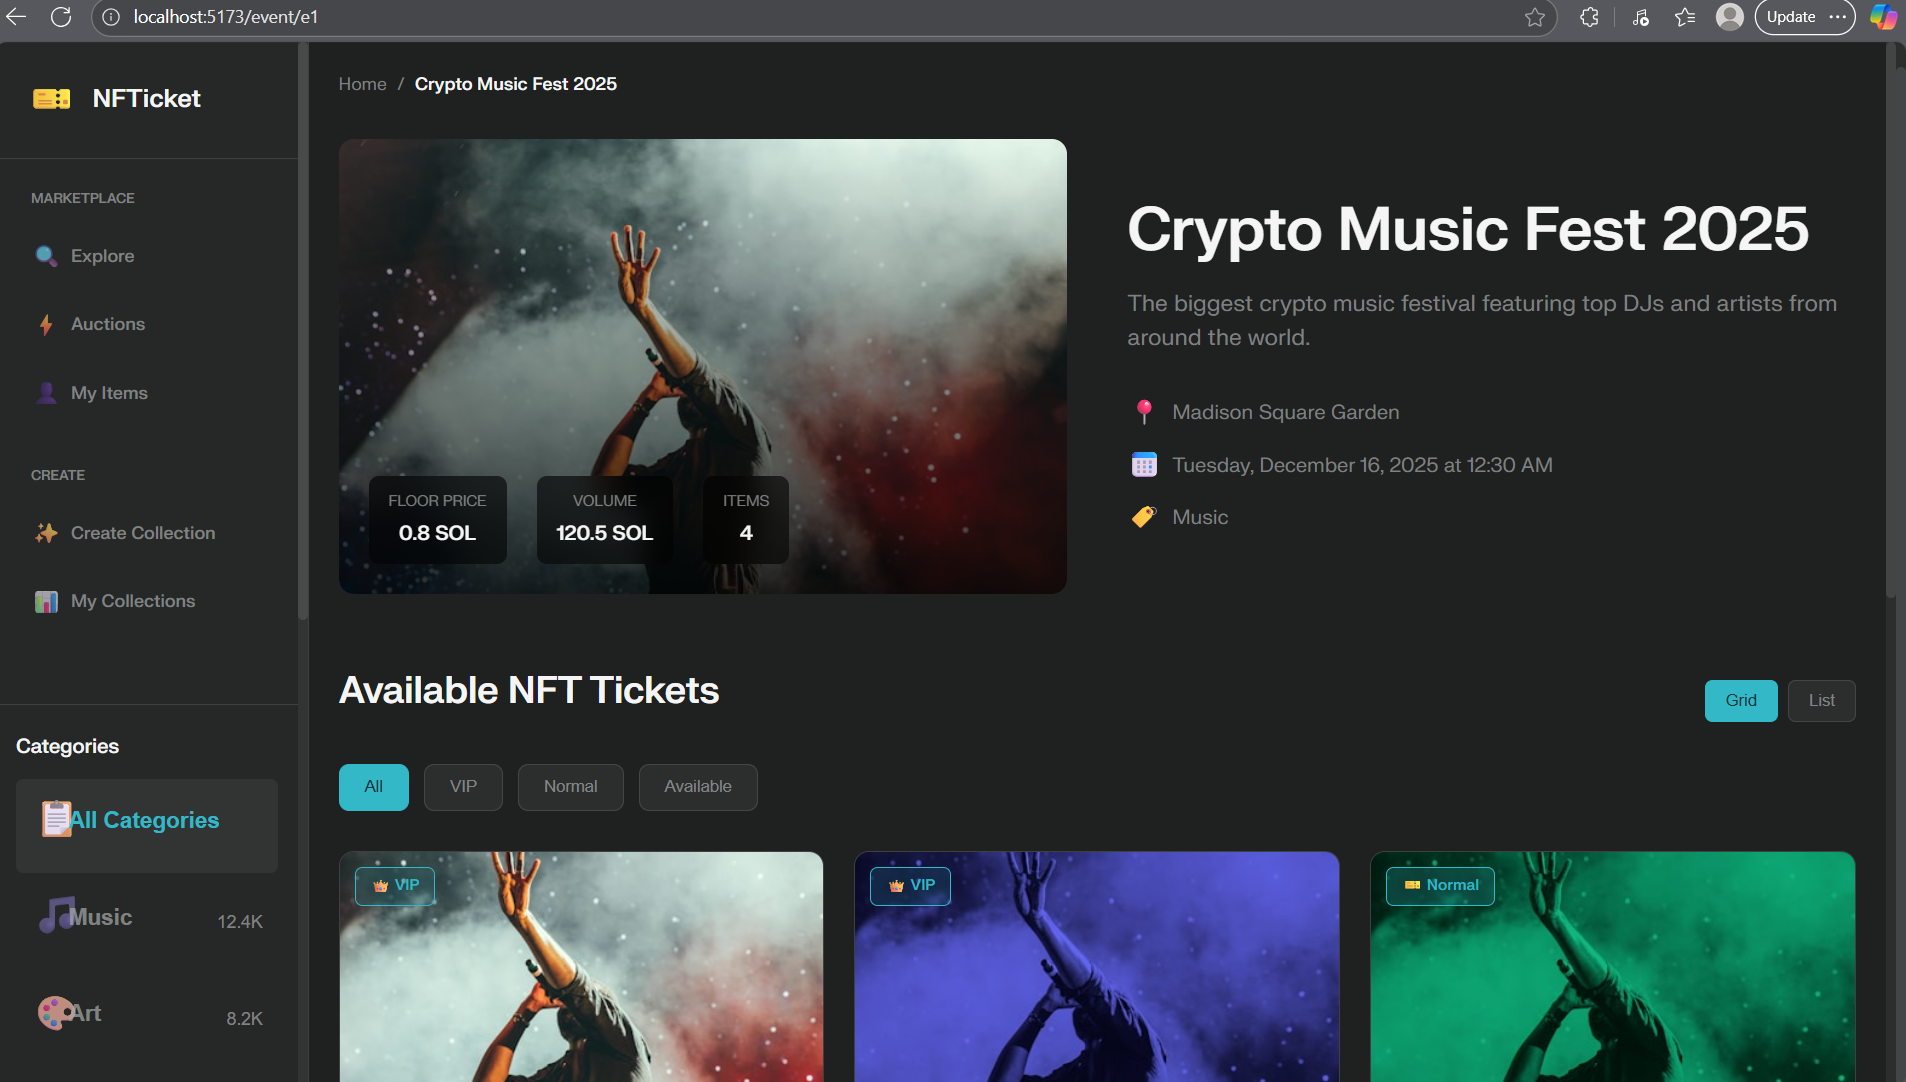 localhost:5173/event/e1
Update
NFTicket
MARKETPLACE
Explore
Auctions
My Items
CREATE
Create Collection
My Collections
Categories
All Categories
Music 12.4K
Art 8.2K
Home / Crypto Music Fest 2025
FLOOR PRICE
0.8 SOL
VOLUME
120.5 SOL
ITEMS
4
Crypto Music Fest 2025
The biggest crypto music festival featuring top DJs and artists from
around the world.
Madison Square Garden
Tuesday, December 16, 2025 at 12:30 AM
Music
Available NFT Tickets
Grid List
All VIP Normal Available
VIP
VIP
Normal